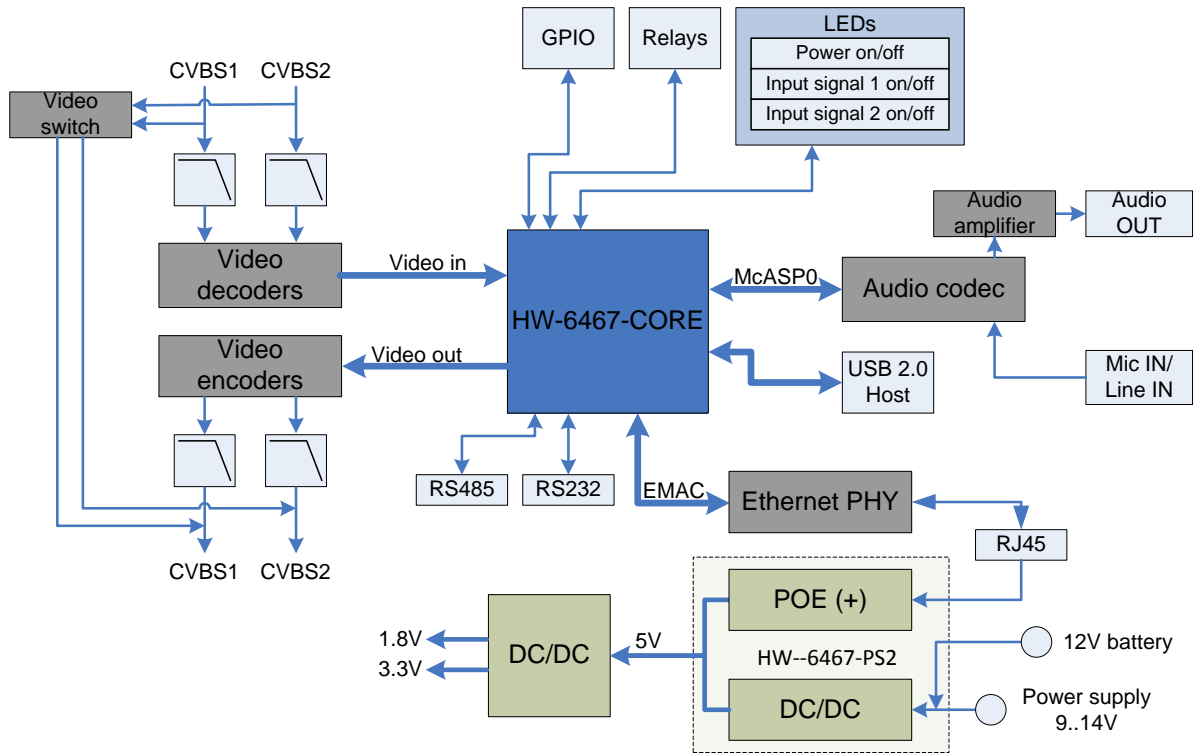 GPIO
Relays
LEDs
Power on/off
Input signal 1 on/off
Input signal 2 on/off
CVBS1
CVBS2
Video
switch
Video
decoders
Video in
Video
encoders
Video out
CVBS1
CVBS2
HW-6467-CORE
McASP0
Audio codec
Audio
amplifier
Audio
OUT
Mic IN/
Line IN
USB 2.0
Host
RS485
RS232
EMAC
Ethernet PHY
RJ45
POE (+)
HW--6467-PS2
DC/DC
12V battery
Power supply
9..14V
5V
DC/DC
1.8V
3.3V